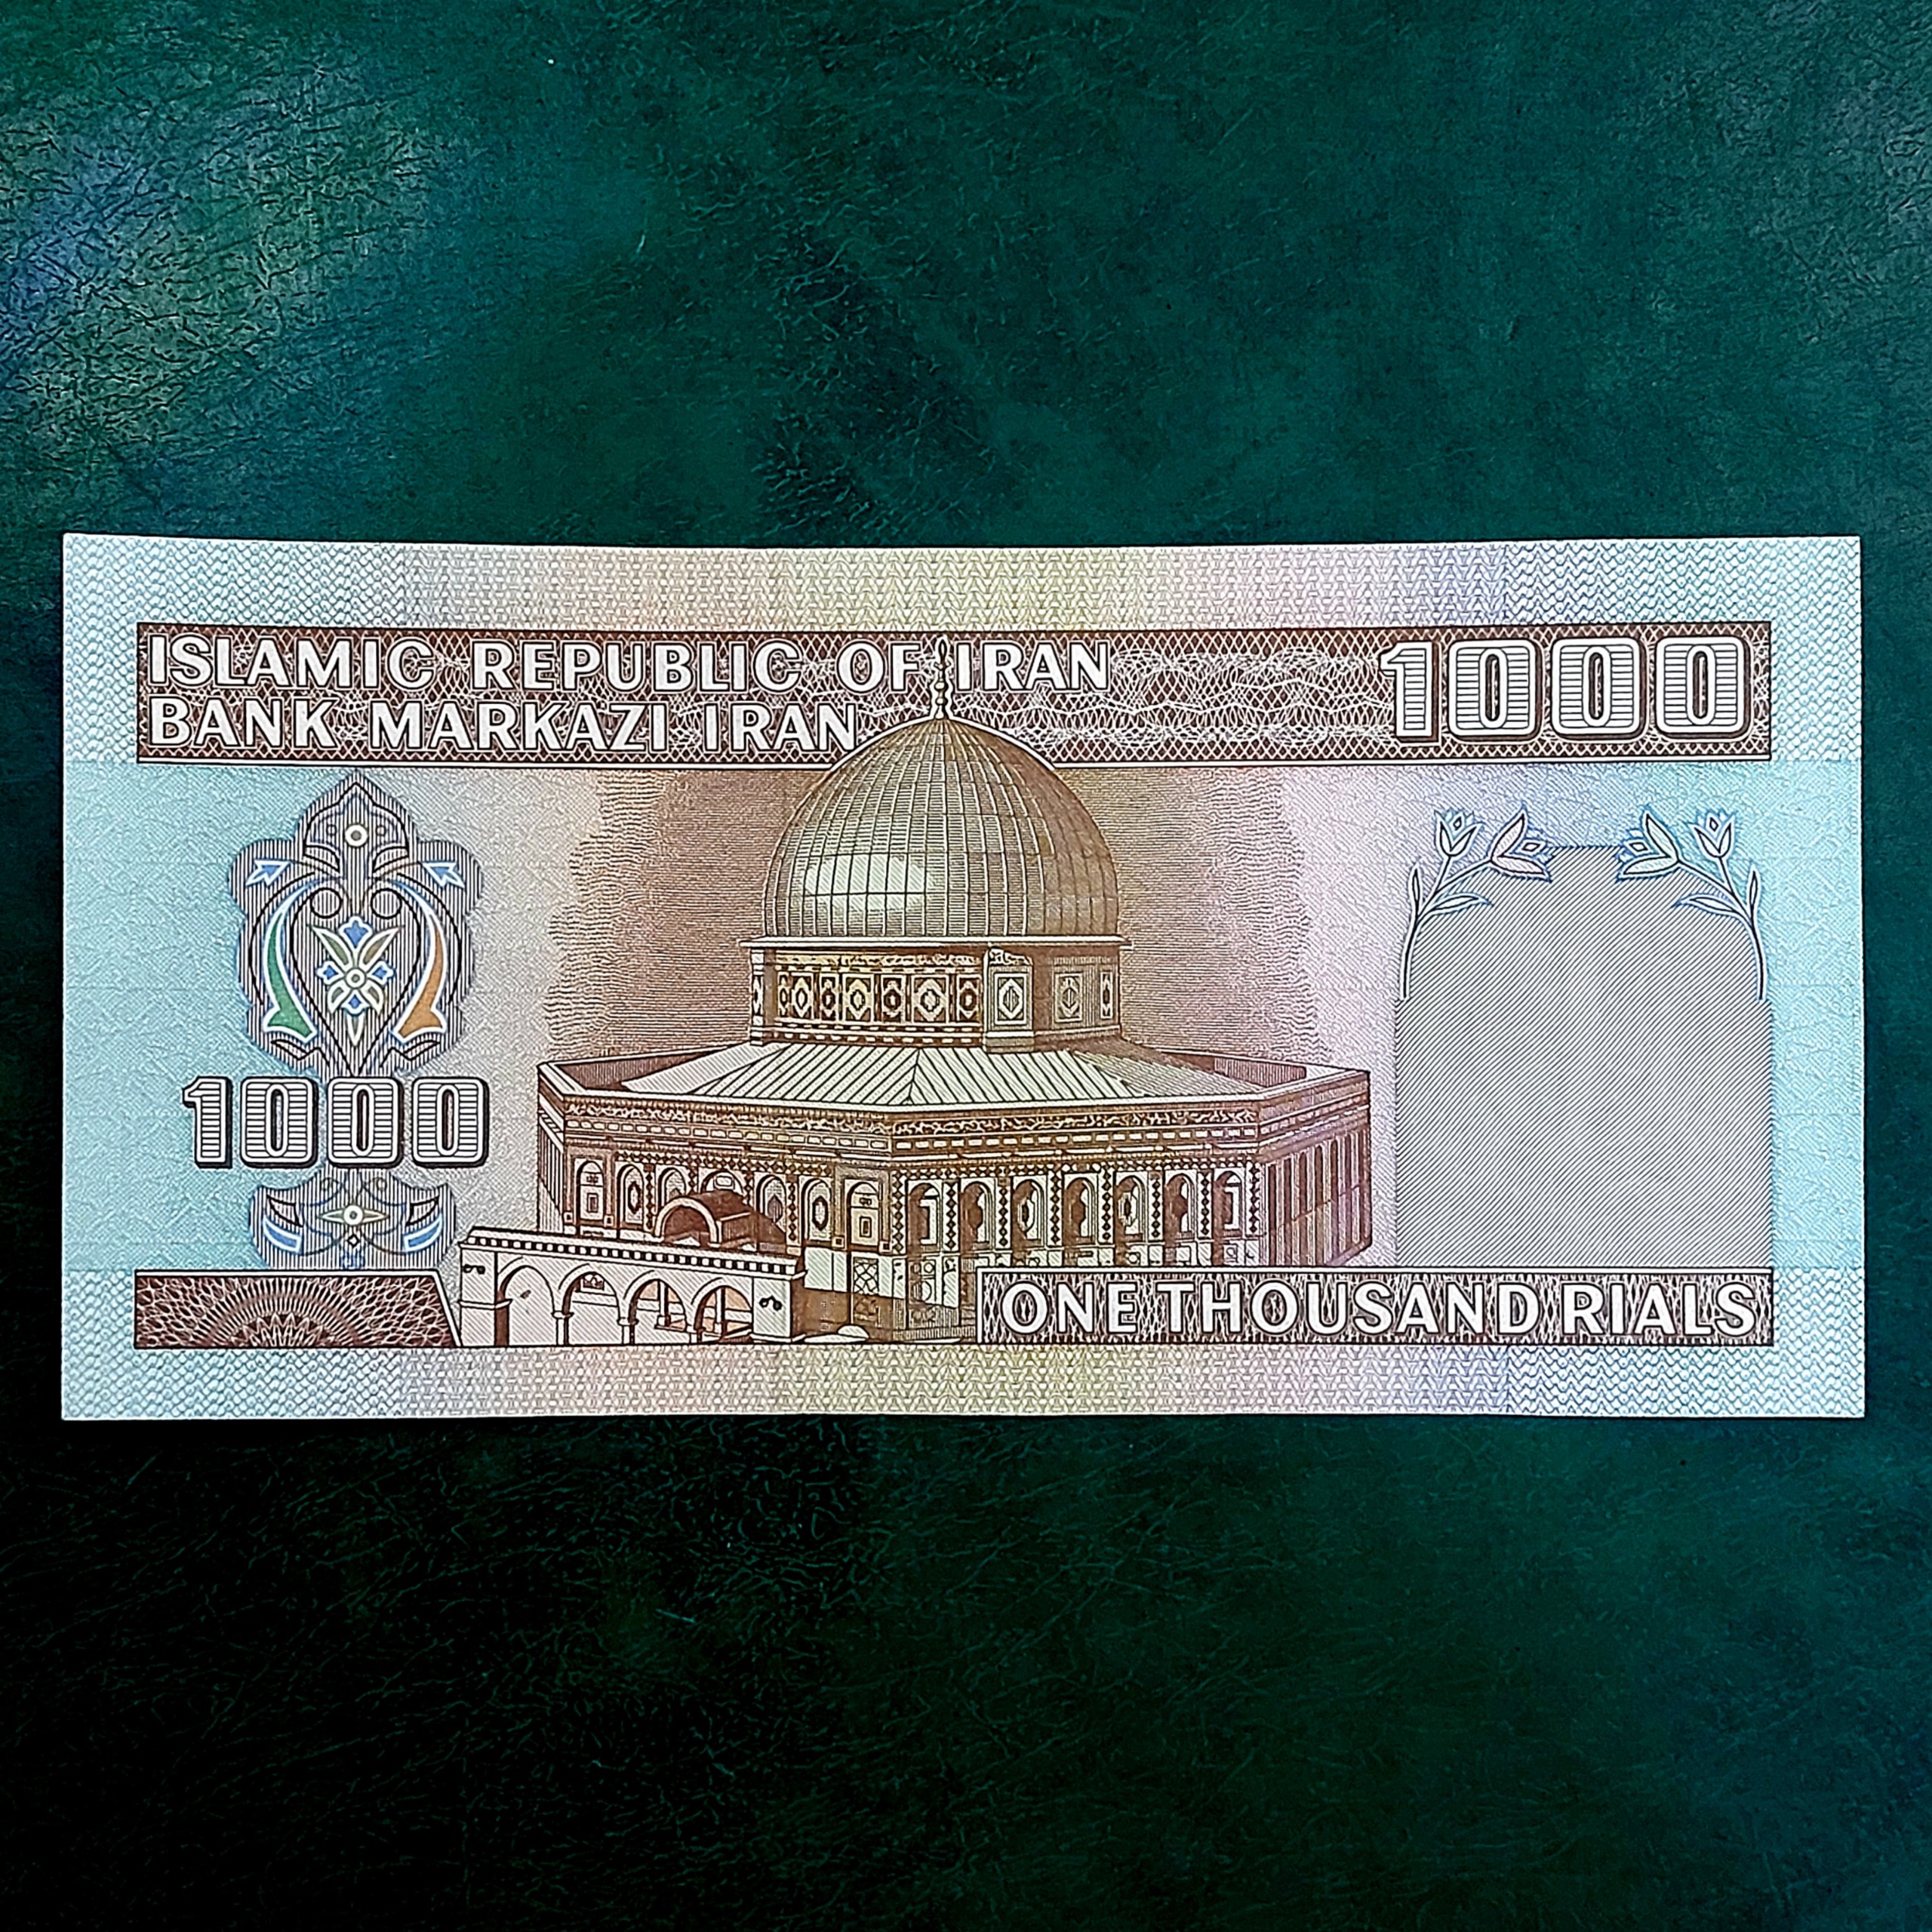 ISLAMIC REPUBLIC OF IRAN
BANK MARKAZI IRAN
1000
1000
ONE THOUSAND RIALS